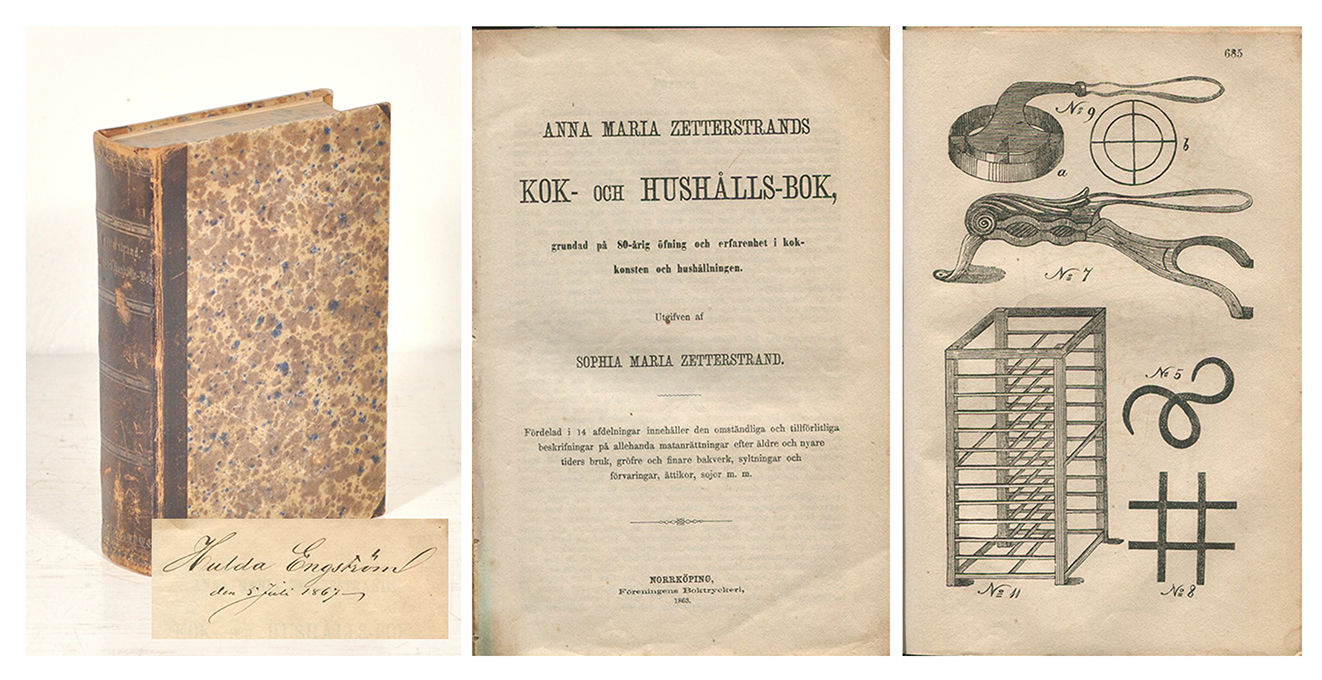 Hulda Engström
den 5 Juli 1867
ANNA MARIA ZETTERSTRANDS
KOK- OCH HUSHÅLLS-BOK,
grundad på 80-årig öfning och erfarenhet i kok-
konsten och hushållningen.
Utgifven af
SOPHIA MARIA ZETTERSTRAND.
Fördelad i 14 afdelningar innehåller den omständliga och tillförlitliga
beskrifningar på allehanda matanrättningar efter äldre och nyare
tiders bruk, gröfre och finare bakverk, syltningar och
förvaringar, ättikor, sojor m. m.
NORRKÖPING,
Föreningens Boktryckeri,
1863.
685
No 9
b
a
No 7
No 5
No 11
No 8